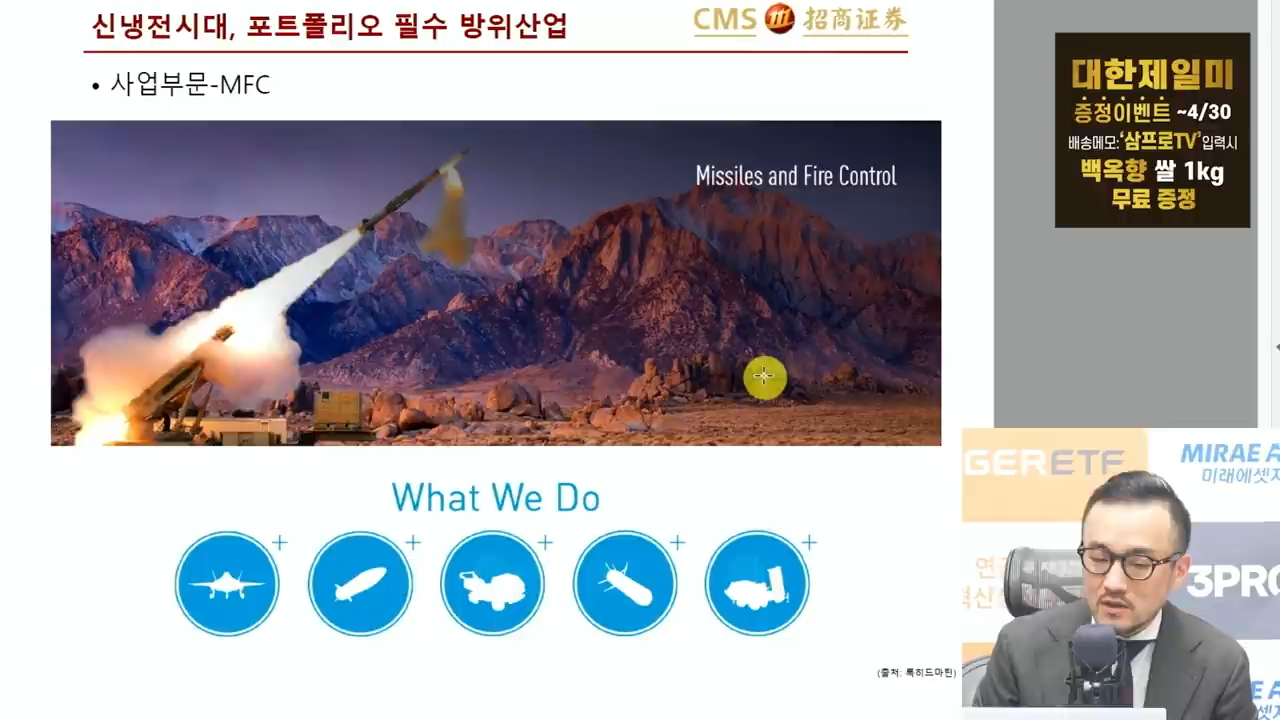 신냉전시대, 포트폴리오 필수 방위산업
CMS 招商证券
• 사업부문-MFC
Missiles and Fire Control
What We Do
(출처: 록히드마틴)
대한제일미
증정이벤트 ~4/30
배송메모:'삼프로TV'입력시
백옥향 쌀 1kg
무료 증정
GERETF
MIRAE A
미래에셋자
3PRO